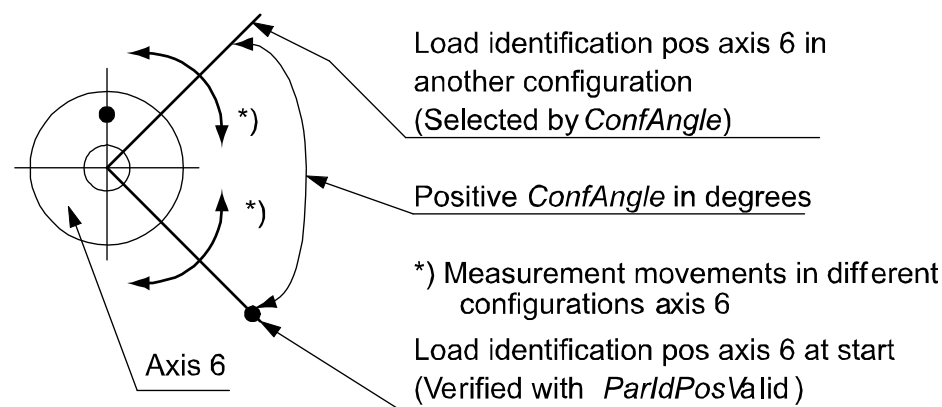 Load identification pos axis 6 in
another configuration
(Selected by ConfAngle)
*)
Positive ConfAngle in degrees
*)
*) Measurement movements in different
configurations axis 6
Load identification pos axis 6 at start
(Verified with ParIdPosValid)
Axis 6